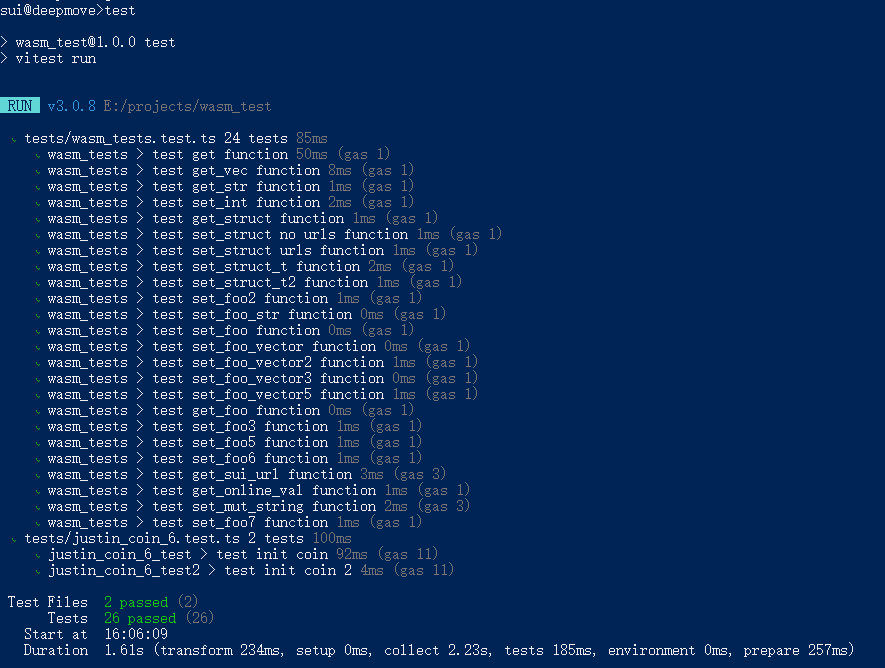 sui@deepmove>test
> wasm_test@1.0.0 test
> vitest run
RUN v3.0.8 E:/projects/wasm_test
tests/wasm_tests.test.ts 24 tests 85ms
wasm_tests > test get function 50ms (gas 1)
wasm_tests > test get_vec function 8ms (gas 1)
wasm_tests > test get_str function 1ms (gas 1)
wasm_tests > test set_int function 2ms (gas 1)
wasm_tests > test get_struct function 1ms (gas 1)
wasm_tests > test set_struct no urls function 1ms (gas 1)
wasm_tests > test set_struct urls function 1ms (gas 1)
wasm_tests > test set_struct_t function 2ms (gas 1)
wasm_tests > test set_struct_t2 function 1ms (gas 1)
wasm_tests > test set_foo2 function 1ms (gas 1)
wasm_tests > test set_foo_str function 0ms (gas 1)
wasm_tests > test set_foo function 0ms (gas 1)
wasm_tests > test set_foo_vector function 0ms (gas 1)
wasm_tests > test set_foo_vector2 function 1ms (gas 1)
wasm_tests > test set_foo_vector3 function 0ms (gas 1)
wasm_tests > test set_foo_vector5 function 1ms (gas 1)
wasm_tests > test get_foo function 0ms (gas 1)
wasm_tests > test set_foo3 function 1ms (gas 1)
wasm_tests > test set_foo5 function 1ms (gas 1)
wasm_tests > test set_foo6 function 1ms (gas 1)
wasm_tests > test get_sui_url function 3ms (gas 3)
wasm_tests > test get_online_val function 1ms (gas 1)
wasm_tests > test set_mut_string function 2ms (gas 3)
wasm_tests > test set_foo7 function 1ms (gas 1)
tests/justin_coin_6.test.ts 2 tests 100ms
justin_coin_6_test > test init coin 92ms (gas 11)
justin_coin_6_test2 > test init coin 2 4ms (gas 11)
Test Files 2 passed (2)
Tests 26 passed (26)
Start at 16:06:09
Duration 1.61s (transform 234ms, setup 0ms, collect 2.23s, tests 185ms, environment 0ms, prepare 257ms)